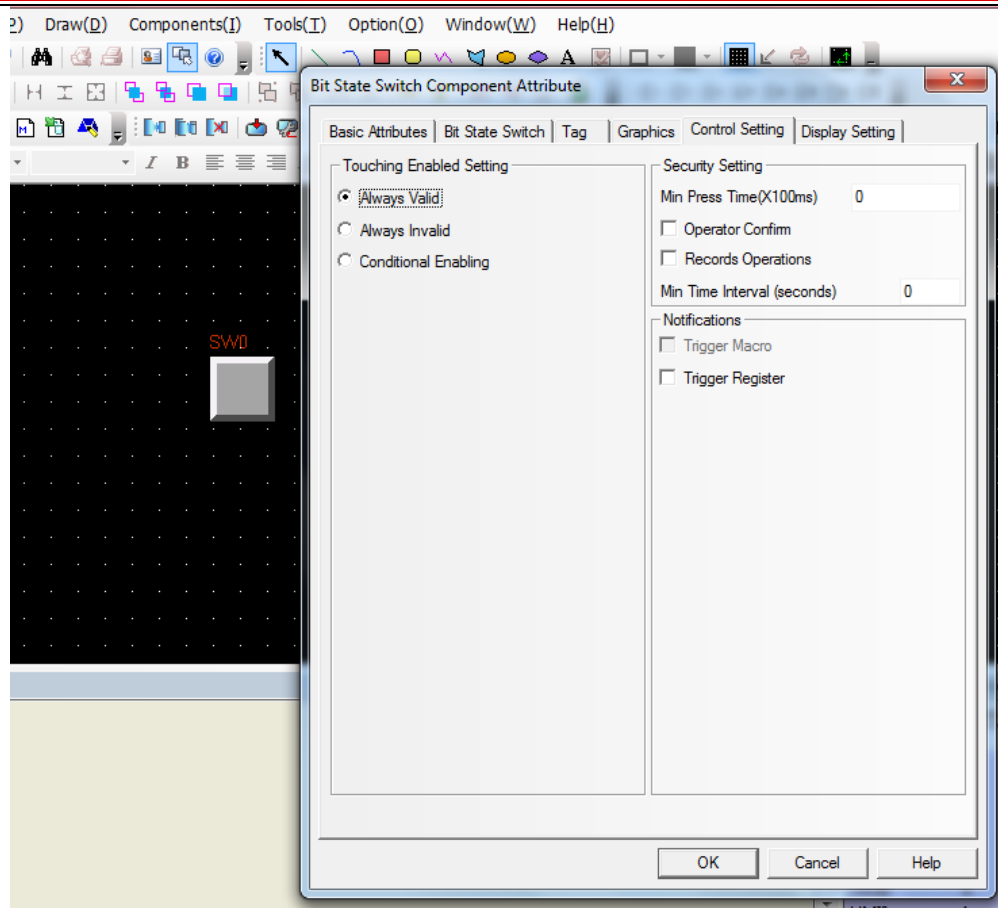 P) Draw(D) Components(I) Tools(T) Option(O) Window(W) Help(H)
A
I B
SW0
Bit State Switch Component Attribute
Basic Attributes Bit State Switch Tag Graphics Control Setting Display Setting
Touching Enabled Setting
Always Valid
Always Invalid
Conditional Enabling
Security Setting
Min Press Time(X100ms) 0
Operator Confirm
Records Operations
Min Time Interval (seconds) 0
Notifications
Trigger Macro
Trigger Register
OK Cancel Help